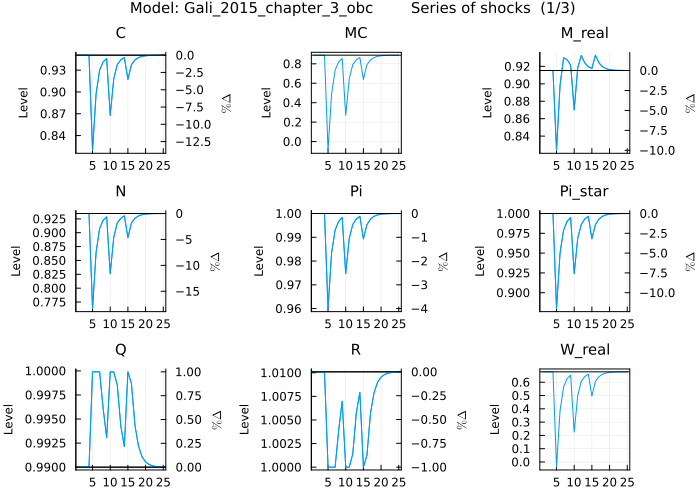 Model: Gali_2015_chapter_3_obc Series of shocks (1/3)
C MC M_real
0.93
0.90
0.87
0.84
0.0
−2.5
−5.0
−7.5
−10.0
−12.5
Level
%Δ
5 10 15 20 25
0.8
0.6
0.4
0.2
0.0
Level
5 10 15 20 25
0.92
0.90
0.88
0.86
0.84
0.0
−2.5
−5.0
−7.5
−10.0
Level
%Δ
5 10 15 20 25
N Pi Pi_star
0.925
0.900
0.875
0.850
0.825
0.800
0.775
0
−5
−10
−15
Level
%Δ
5 10 15 20 25
1.00
0.99
0.98
0.97
0.96
0
−1
−2
−3
−4
Level
%Δ
5 10 15 20 25
1.000
0.975
0.950
0.925
0.900
0.0
−2.5
−5.0
−7.5
−10.0
Level
%Δ
5 10 15 20 25
Q R W_real
1.0000
0.9975
0.9950
0.9925
0.9900
1.00
0.75
0.50
0.25
0.00
Level
%Δ
5 10 15 20 25
1.0100
1.0075
1.0050
1.0025
1.0000
0.00
−0.25
−0.50
−0.75
−1.00
Level
%Δ
5 10 15 20 25
0.6
0.5
0.4
0.3
0.2
0.1
0.0
Level
5 10 15 20 25